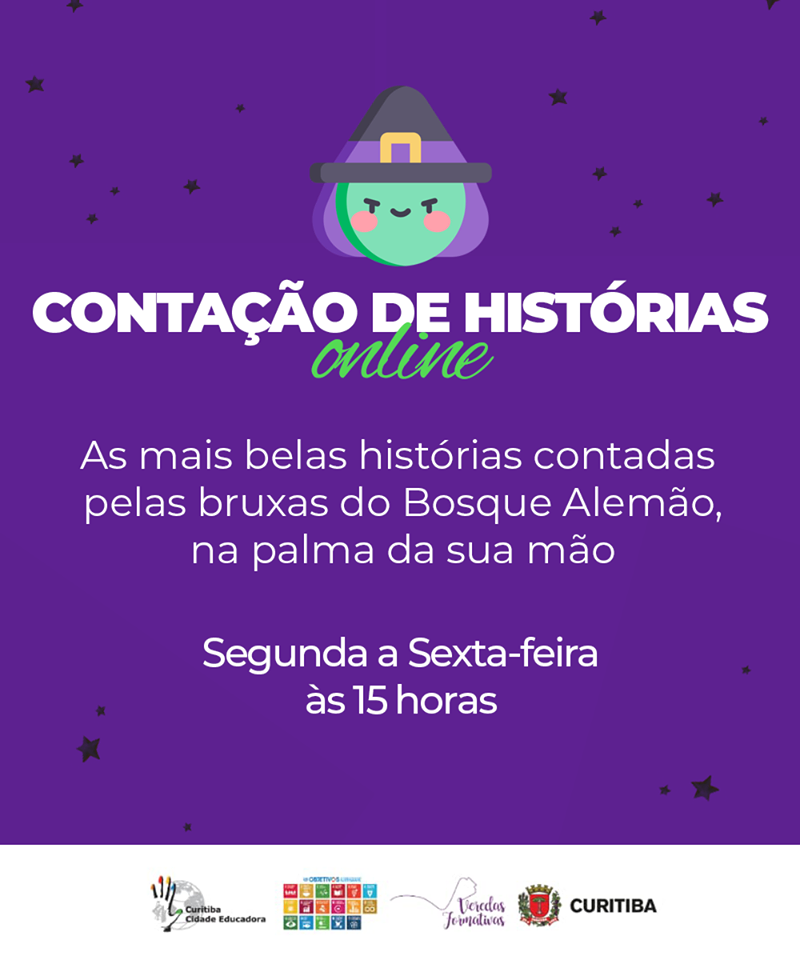 CONTAÇÃO DE HISTÓRIAS
online
As mais belas histórias contadas
pelas bruxas do Bosque Alemão,
na palma da sua mão
Segunda a Sexta-feira
às 15 horas
Curitiba
Cidade Educadora
OBJETIVOS
Veredas
Formativas
CURITIBA